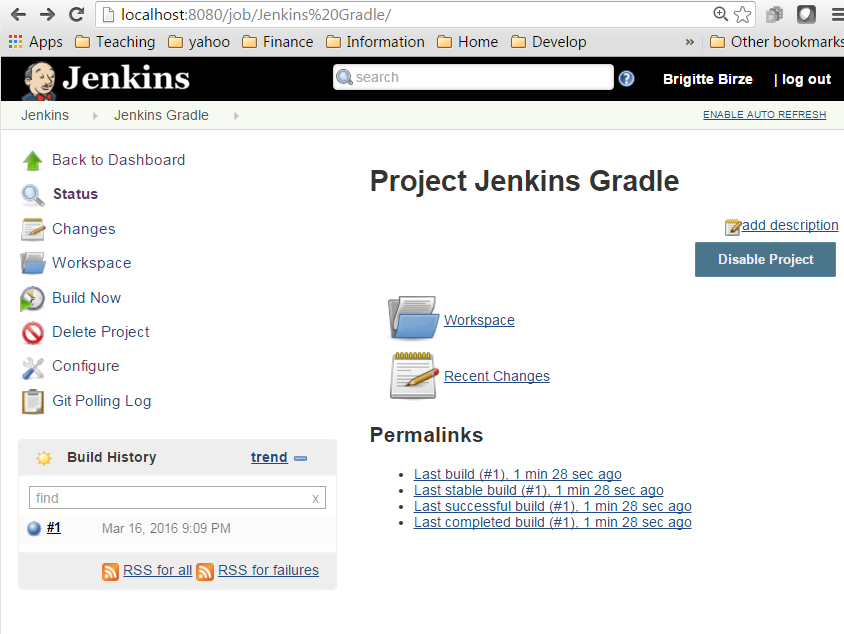 localhost:8080/job/Jenkins%20Gradle/
Apps Teaching yahoo Finance Information Home Develop » Other bookmarks
Jenkins search ? Brigitte Birze | log out
Jenkins Jenkins Gradle ENABLE AUTO REFRESH
Back to Dashboard
Status
Changes
Workspace
Build Now
Delete Project
Configure
Git Polling Log
Build History trend
find x
#1 Mar 16, 2016 9:09 PM
RSS for all RSS for failures
Project Jenkins Gradle
add description
Disable Project
Workspace
Recent Changes
Permalinks
• Last build (#1), 1 min 28 sec ago
• Last stable build (#1), 1 min 28 sec ago
• Last successful build (#1), 1 min 28 sec ago
• Last completed build (#1), 1 min 28 sec ago